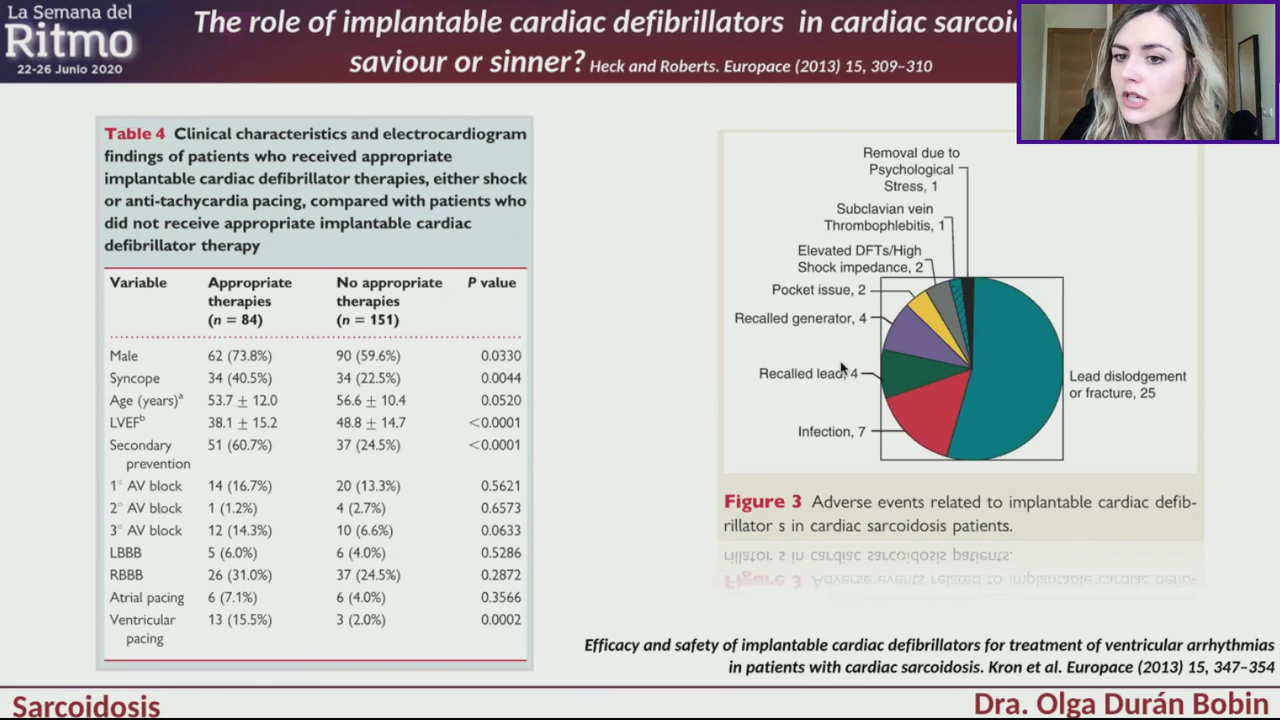 La Semana del
Ritmo
22-26 Junio 2020
The role of implantable cardiac defibrillators in cardiac sarcoi
saviour or sinner? Heck and Roberts. Europace (2013) 15, 309–310
Table 4 Clinical characteristics and electrocardiogram
findings of patients who received appropriate
implantable cardiac defibrillator therapies, either shock
or anti-tachycardia pacing, compared with patients who
did not receive appropriate implantable cardiac
defibrillator therapy
Variable Appropriate therapies (n = 84) No appropriate therapies (n = 151) P value
Male 62 (73.8%) 90 (59.6%) 0.0330
Syncope 34 (40.5%) 34 (22.5%) 0.0044
Age (years)a 53.7 ± 12.0 56.6 ± 10.4 0.0520
LVEFb 38.1 ± 15.2 48.8 ± 14.7 <0.0001
Secondary prevention 51 (60.7%) 37 (24.5%) <0.0001
1° AV block 14 (16.7%) 20 (13.3%) 0.5621
2° AV block 1 (1.2%) 4 (2.7%) 0.6573
3° AV block 12 (14.3%) 10 (6.6%) 0.0633
LBBB 5 (6.0%) 6 (4.0%) 0.5286
RBBB 26 (31.0%) 37 (24.5%) 0.2872
Atrial pacing 6 (7.1%) 6 (4.0%) 0.3566
Ventricular pacing 13 (15.5%) 3 (2.0%) 0.0002
Removal due to
Psychological
Stress, 1
Subclavian vein
Thrombophlebitis, 1
Elevated DFTs/High
Shock impedance, 2
Pocket issue, 2
Recalled generator, 4
Recalled lead, 4
Infection, 7
Lead dislodgement
or fracture, 25
Figure 3 Adverse events related to implantable cardiac defib-
rillator s in cardiac sarcoidosis patients.
rillator s in cardiac sarcoidosis patients.
Figure 3 Adverse events related to implantable cardiac defib-
Efficacy and safety of implantable cardiac defibrillators for treatment of ventricular arrhythmias
in patients with cardiac sarcoidosis. Kron et al. Europace (2013) 15, 347–354
Sarcoidosis
Dra. Olga Durán Bobin